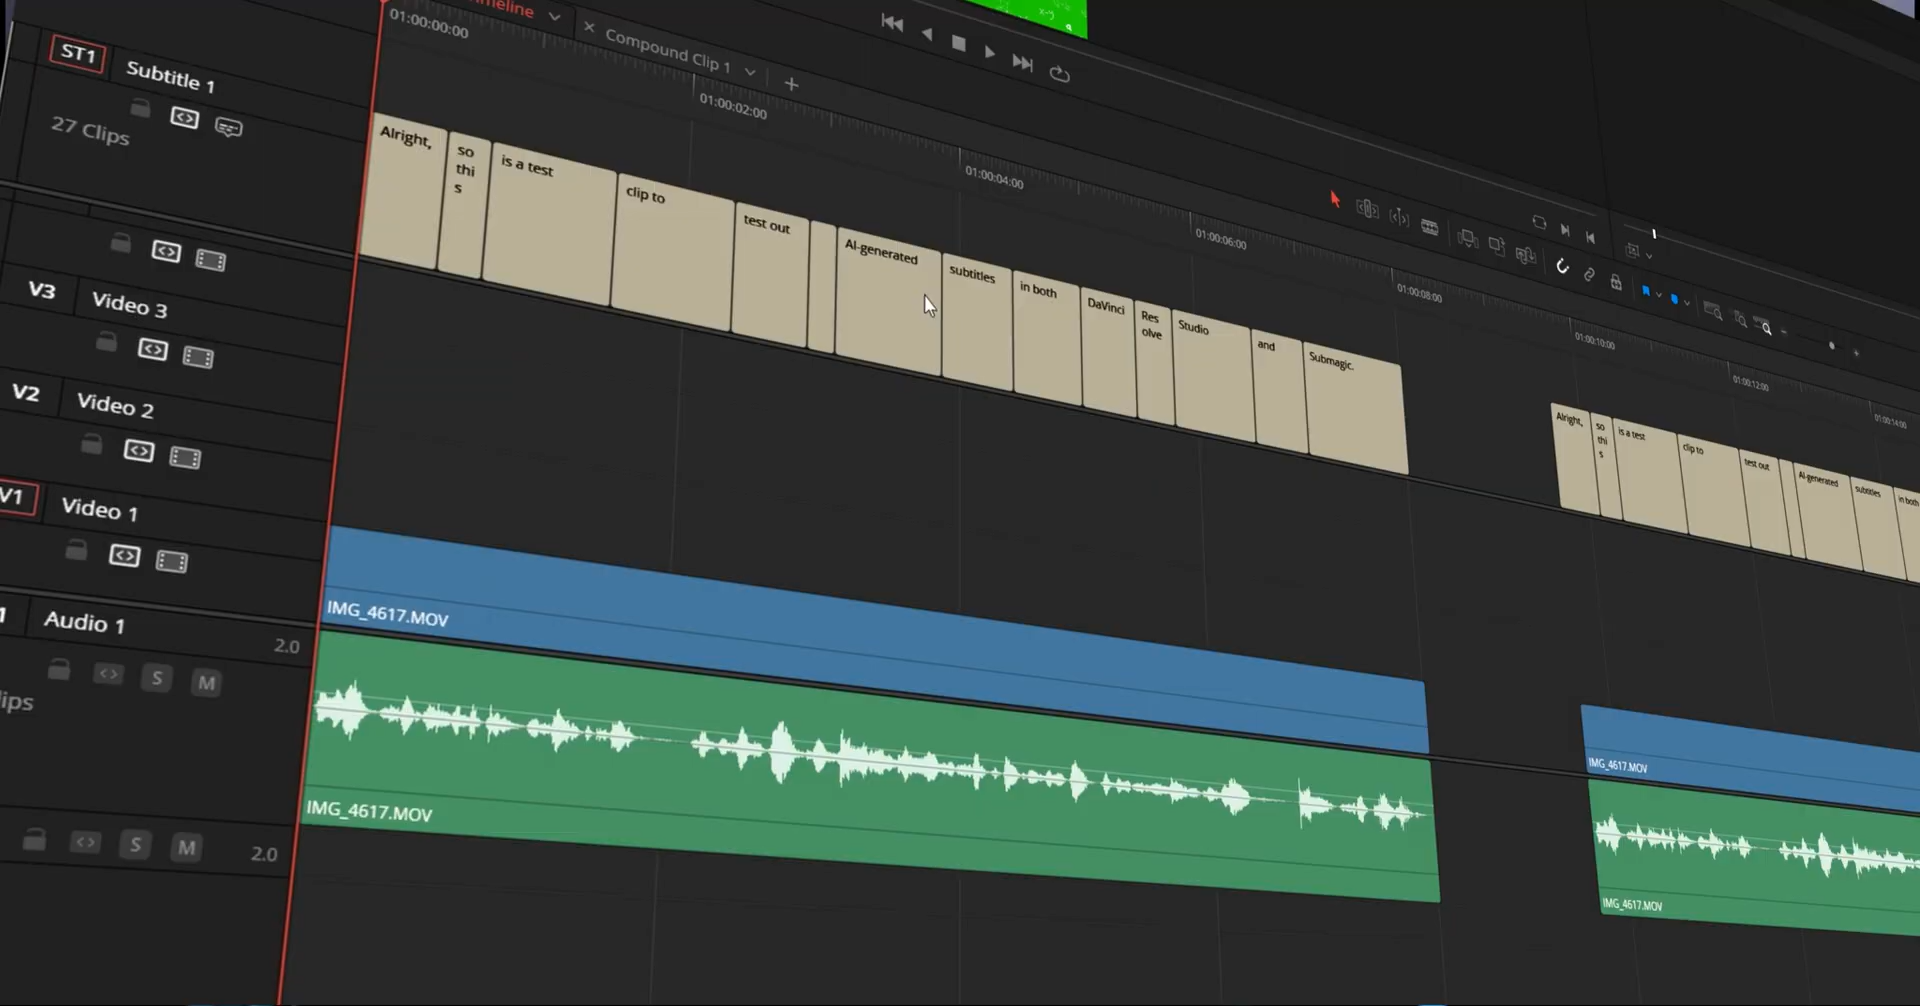 01:00:00:00
Compound Clip 1
ST1
Subtitle 1
27 Clips
01:00:02:00
01:00:04:00
01:00:06:00
01:00:08:00
01:00:10:00
01:00:12:00
01:00:14:00
Alright,
so
thi
s
is a test
clip to
test out
AI-generated
subtitles
in both
DaVinci
Res
olve
Studio
and
Submagic.
Alright,
so
thi
s
is a test
clip to
test out
AI-generated
subtitles
in both
V3
Video 3
V2
Video 2
V1
Video 1
IMG_4617.MOV
IMG_4617.MOV
Audio 1
2.0
S
M
IMG_4617.MOV
IMG_4617.MOV
S
M
2.0